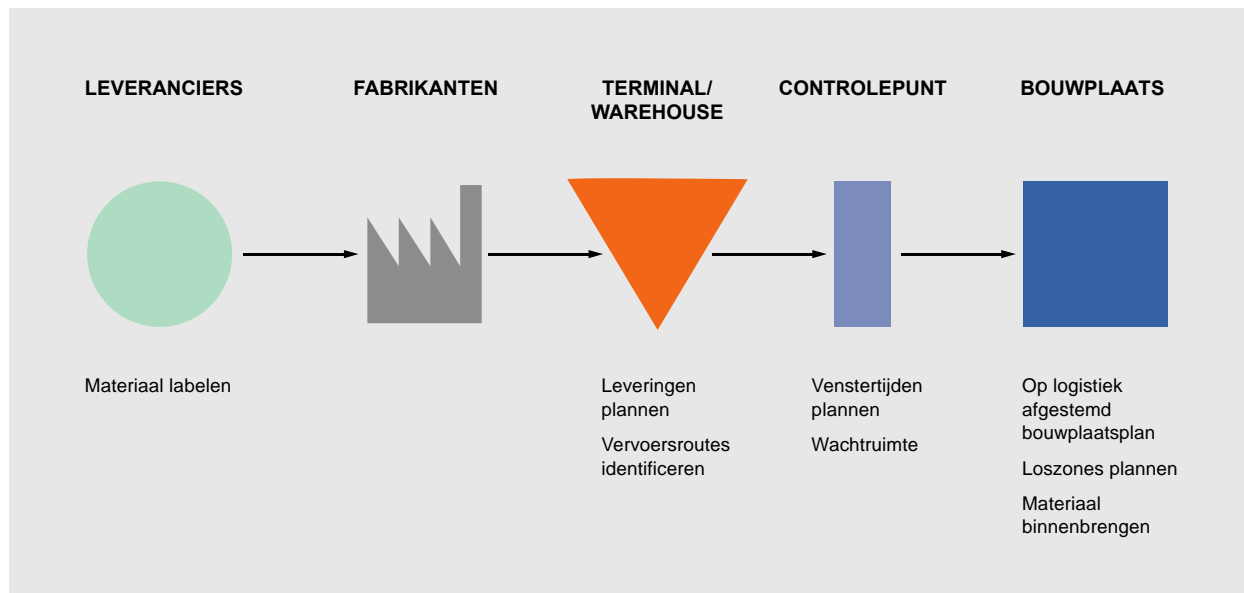 LEVERANCIERS
FABRIKANTEN
TERMINAL/
WAREHOUSE
CONTROLEPUNT
BOUWPLAATS
Materiaal labelen
Leveringen
plannen
Vervoersroutes
identificeren
Venstertijden
plannen
Wachtruimte
Op logistiek
afgestemd
bouwplaatsplan
Loszones plannen
Materiaal
binnenbrengen